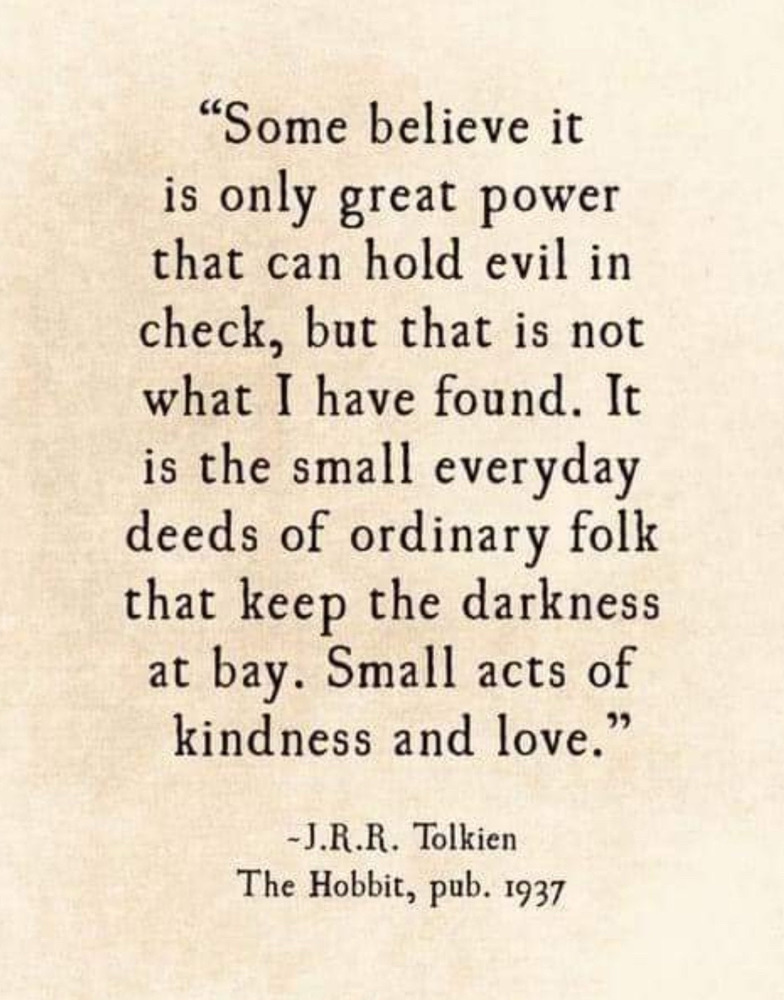 “Some believe it
is only great power
that can hold evil in
check, but that is not
what I have found. It
is the small everyday
deeds of ordinary folk
that keep the darkness
at bay. Small acts of
kindness and love.”
-J.R.R. Tolkien
The Hobbit, pub. 1937